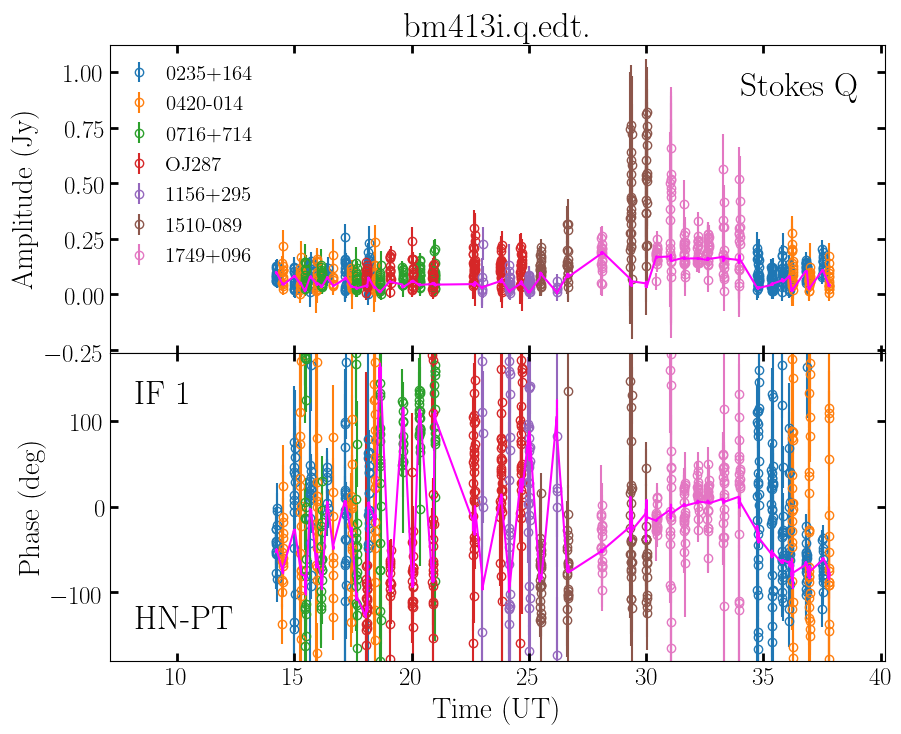 bm413i.q.edt.
Stokes Q
0235+164
0420-014
0716+714
OJ287
1156+295
1510-089
1749+096
Amplitude (Jy)
1.00
0.75
0.50
0.25
0.00
−0.25
IF 1
HN-PT
Phase (deg)
100
0
−100
10
15
20
25
30
35
40
Time (UT)